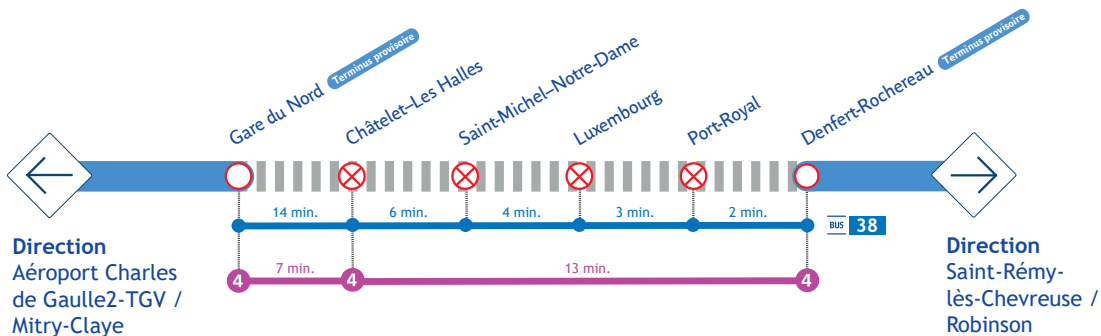 Gare du Nord Terminus provisoire
Châtelet–Les Halles
Saint-Michel–Notre-Dame
Luxembourg
Port-Royal
Denfert-Rochereau Terminus provisoire
14 min.
6 min.
4 min.
3 min.
2 min.
BUS 38
7 min.
13 min.
4
4
4
Direction
Aéroport Charles
de Gaulle2-TGV /
Mitry-Claye
Direction
Saint-Rémy-
lès-Chevreuse /
Robinson